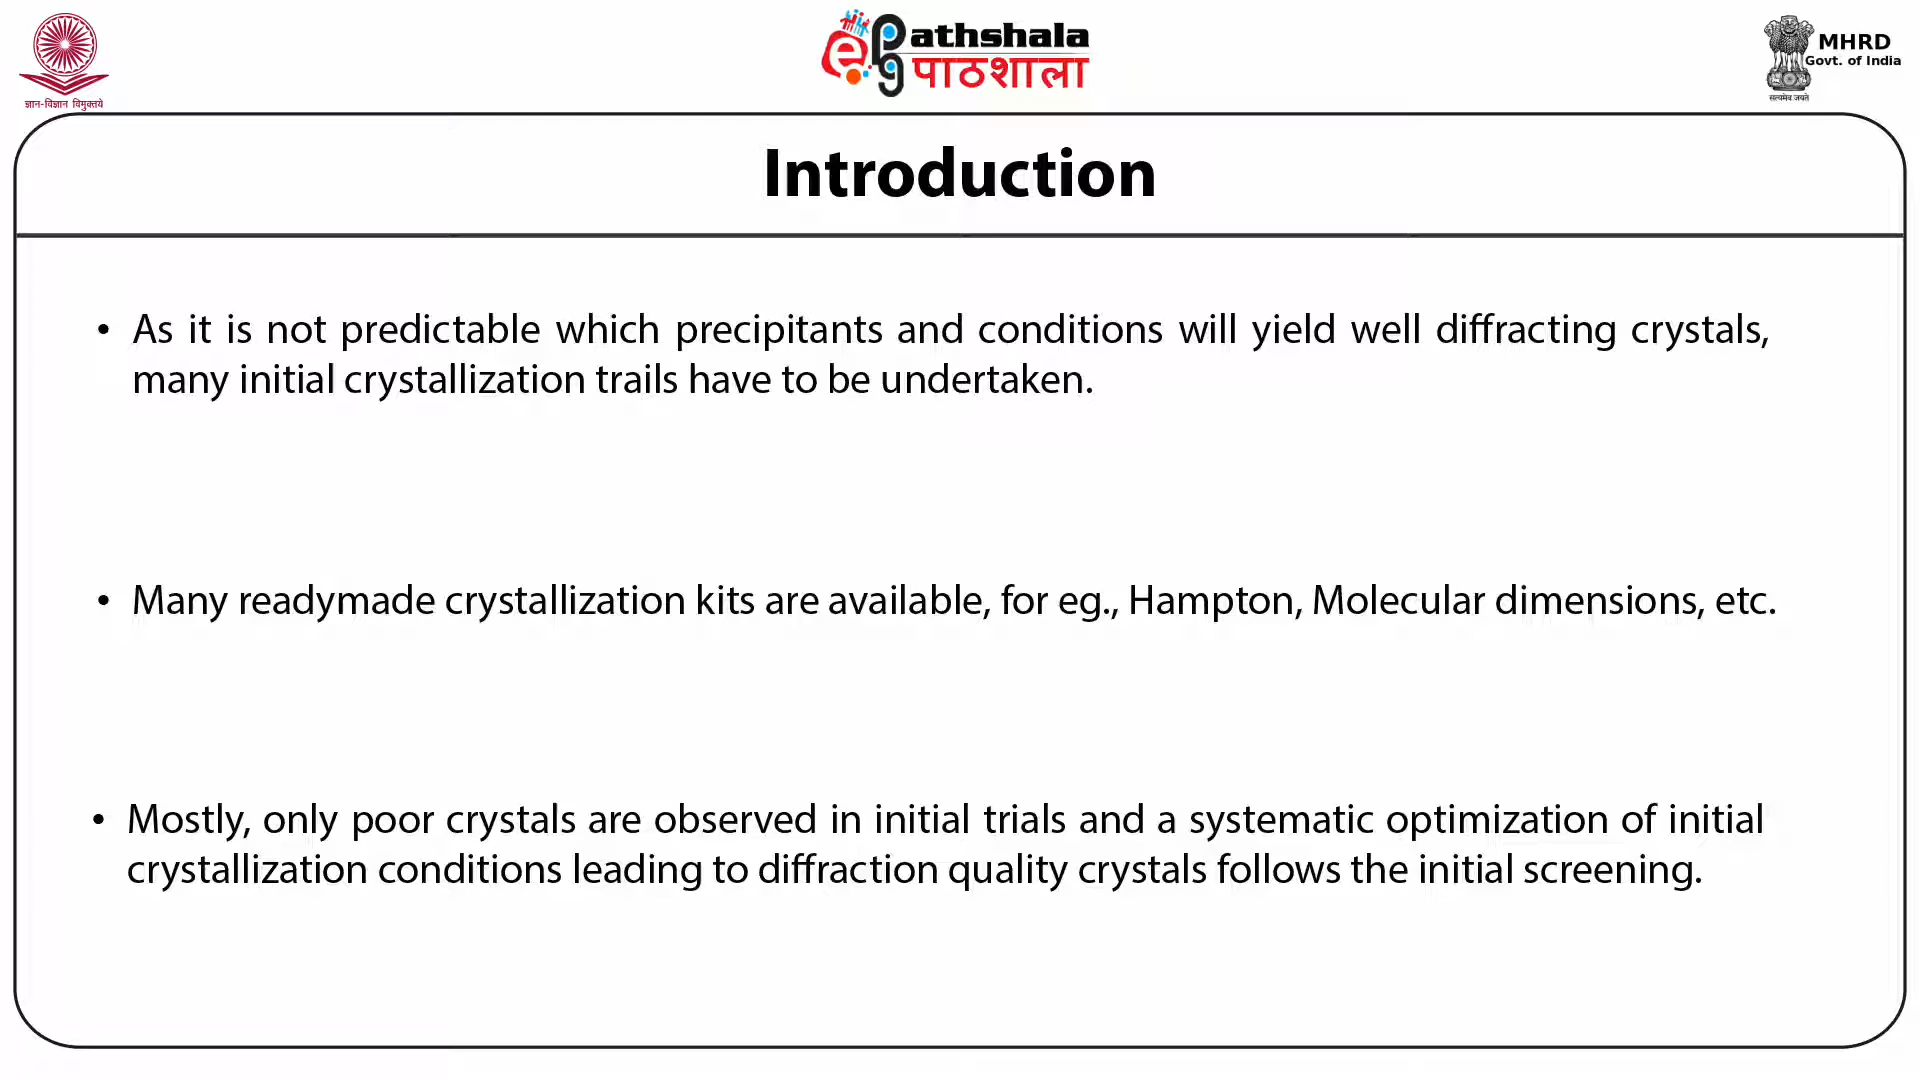 ज्ञान-विज्ञान विमुक्तये
ePathshala
पाठशाला
MHRD
Govt. of India
सत्यमेव जयते
Introduction
• As it is not predictable which precipitants and conditions will yield well diffracting crystals,
many initial crystallization trails have to be undertaken.
• Many readymade crystallization kits are available, for eg., Hampton, Molecular dimensions, etc.
• Mostly, only poor crystals are observed in initial trials and a systematic optimization of initial
crystallization conditions leading to diffraction quality crystals follows the initial screening.